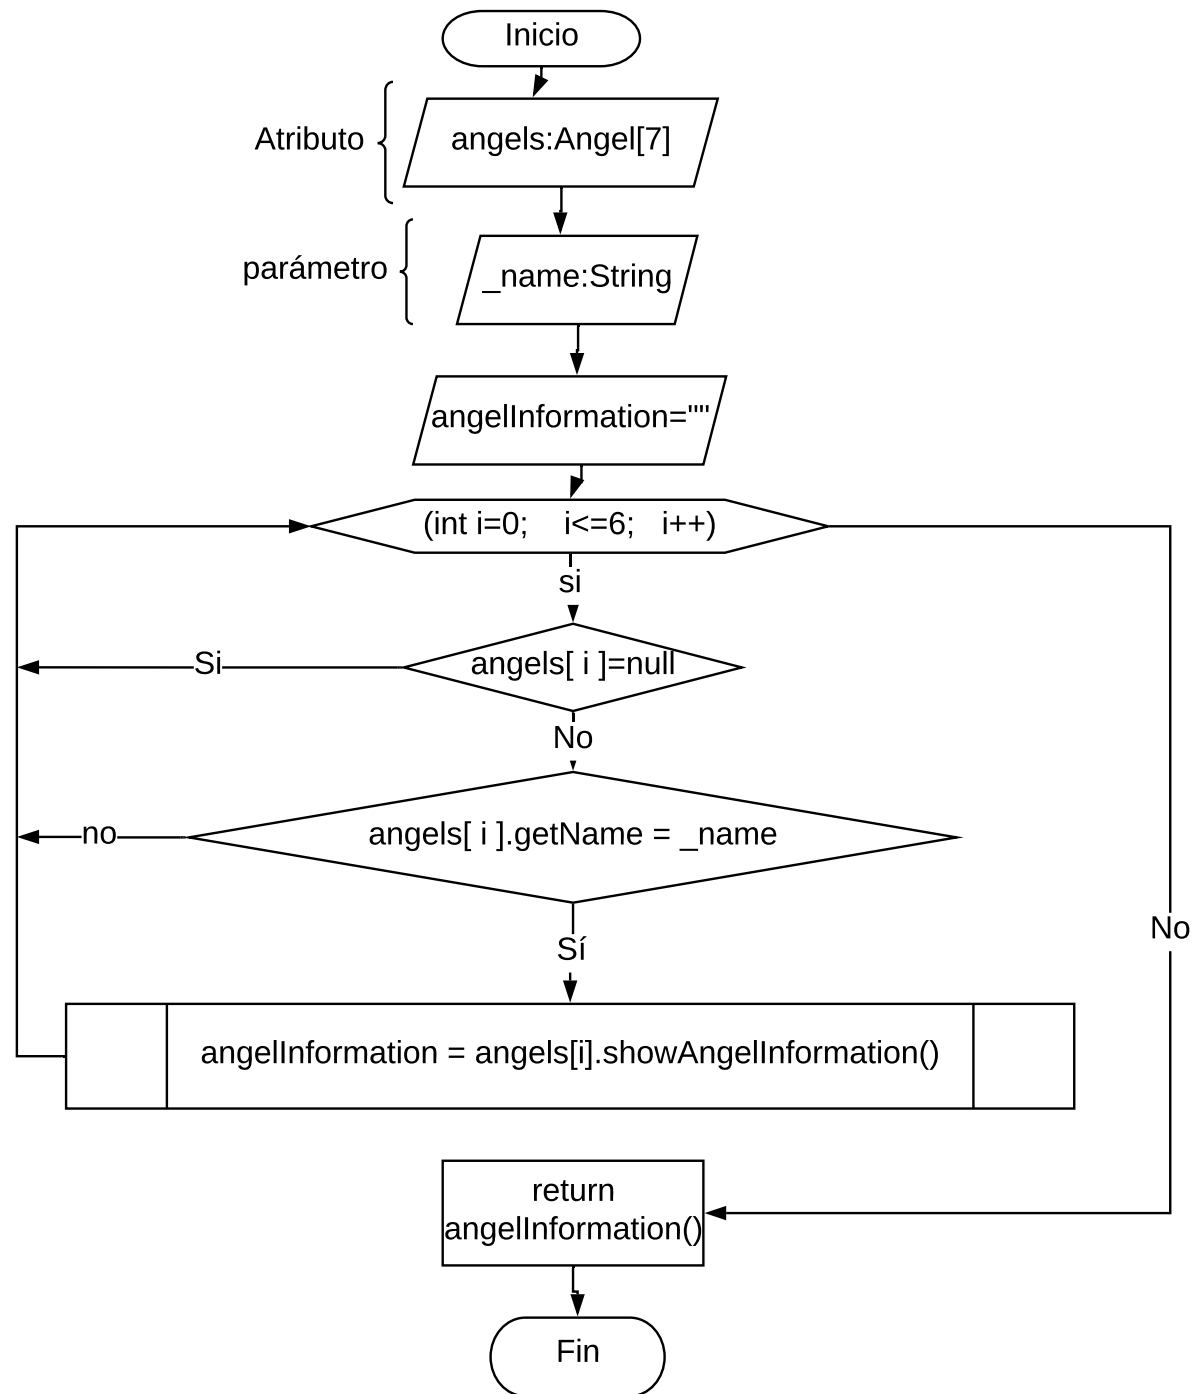 Inicio
Atributo
angels:Angel[7]
parámetro
_name:String
angelInformation=""
(int i=0;    i<=6;   i++)
si
angels[ i ]=null
Si
No
angels[ i ].getName = _name
no
No
Sí
angelInformation = angels[i].showAngelInformation()
return
angelInformation()
Fin